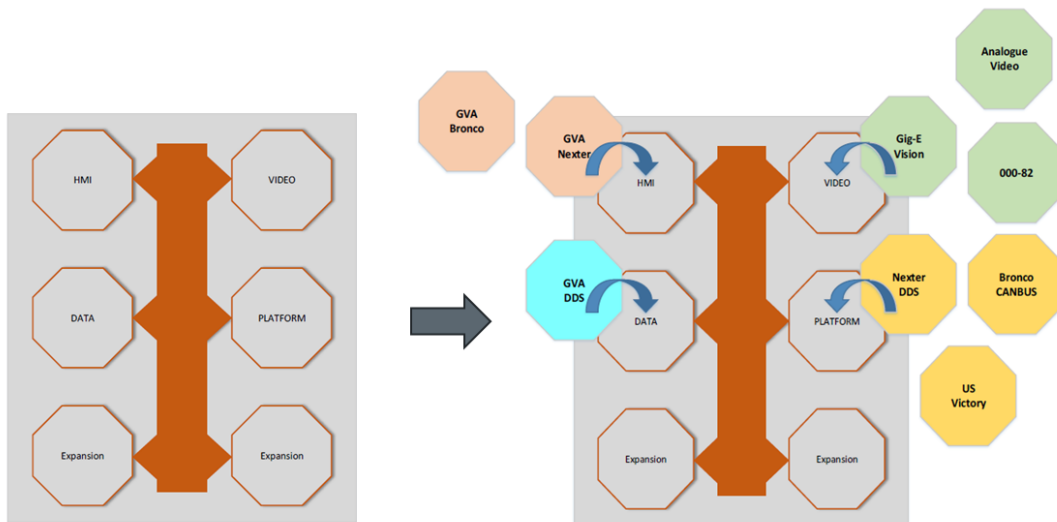 HMI
VIDEO
DATA
PLATFORM
Expansion
Expansion
GVA
Bronco
GVA
Nexter
HMI
VIDEO
Gig-E
Vision
Analogue
Video
000-82
GVA
DDS
DATA
PLATFORM
Nexter
DDS
Bronco
CANBUS
US
Victory
Expansion
Expansion